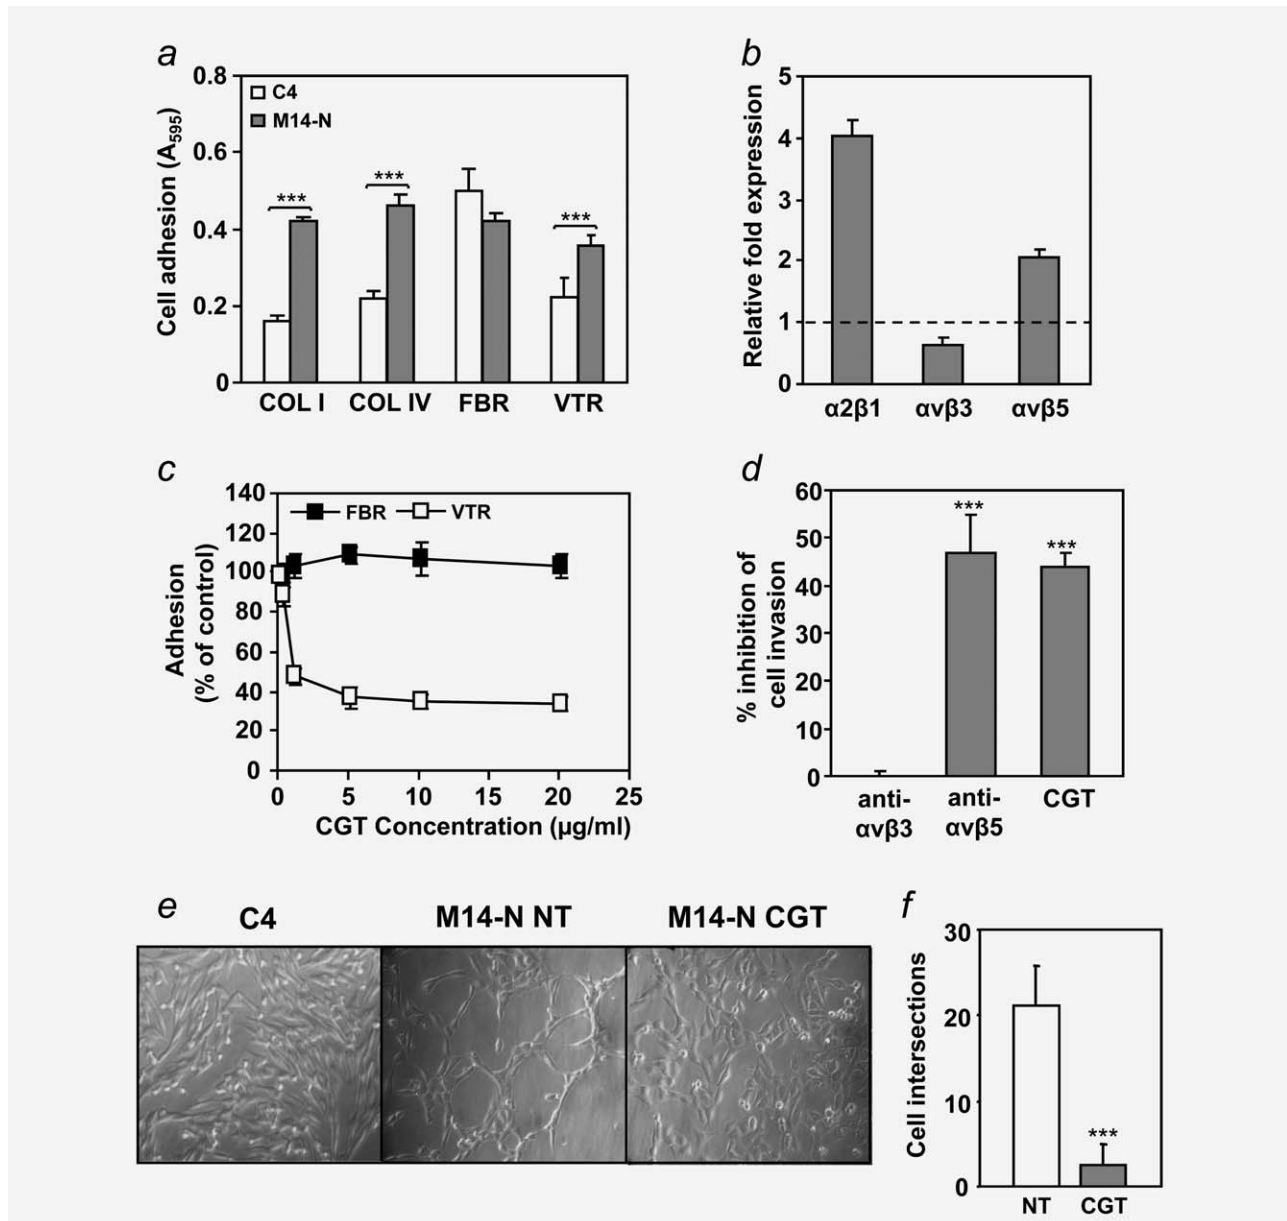 a
0.8
0.6
0.4
0.2
0
Cell adhesion (A595)
C4
M14-N
***
***
***
COL I COL IV FBR VTR
b
5
4
3
2
1
0
Relative fold expression
α2β1 αvβ3 αvβ5
c
140
120
100
80
60
40
20
0
Adhesion
(% of control)
FBR VTR
0 5 10 15 20 25
CGT Concentration (µg/ml)
d
60
50
40
30
20
10
0
% inhibition of
cell invasion
***
***
anti- anti- CGT
αvβ3 αvβ5
e
C4 M14-N NT M14-N CGT
f
30
20
10
0
Cell intersections
***
NT CGT